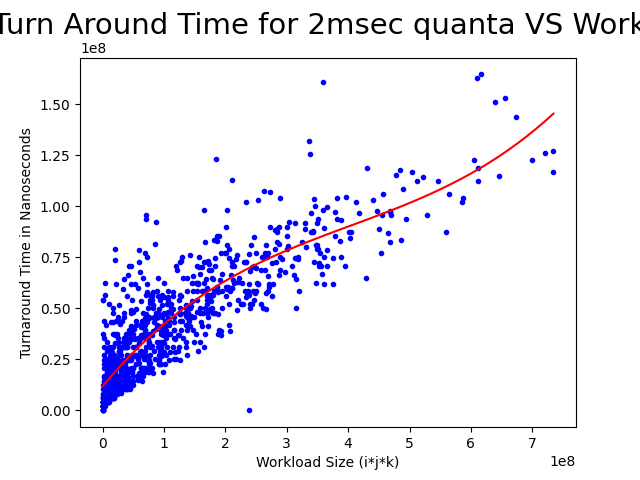 Turn Around Time for 2msec quanta VS Work
1e8
1.50
1.25
1.00
0.75
0.50
0.25
0.00
Turnaround Time in Nanoseconds
0 1 2 3 4 5 6 7
1e8
Workload Size (i*j*k)